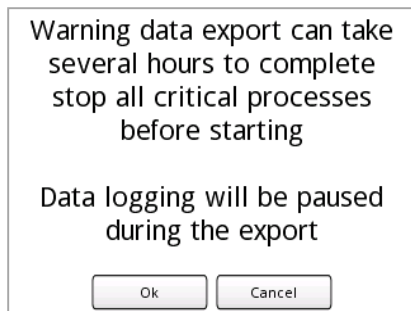 Warning data export can take
several hours to complete
stop all critical processes
before starting
Data logging will be paused
during the export
Ok
Cancel